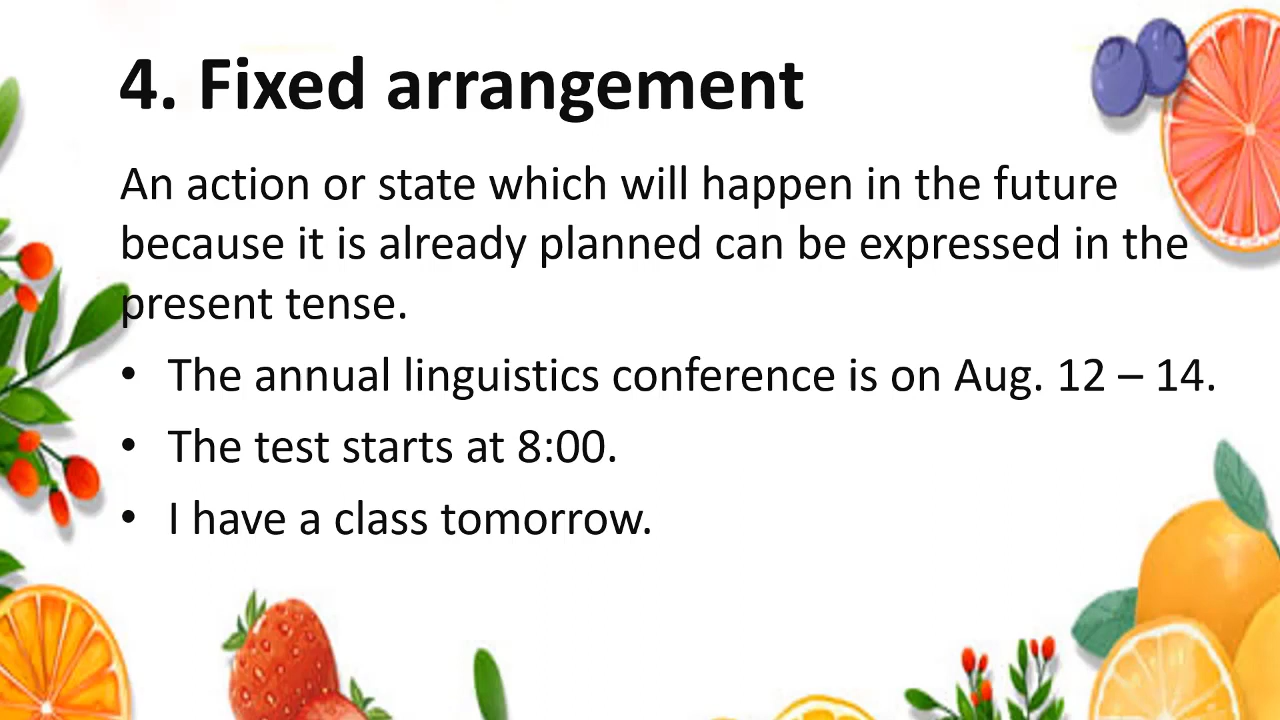 4. Fixed arrangement
An action or state which will happen in the future
because it is already planned can be expressed in the
present tense.
• The annual linguistics conference is on Aug. 12 – 14.
• The test starts at 8:00.
• I have a class tomorrow.